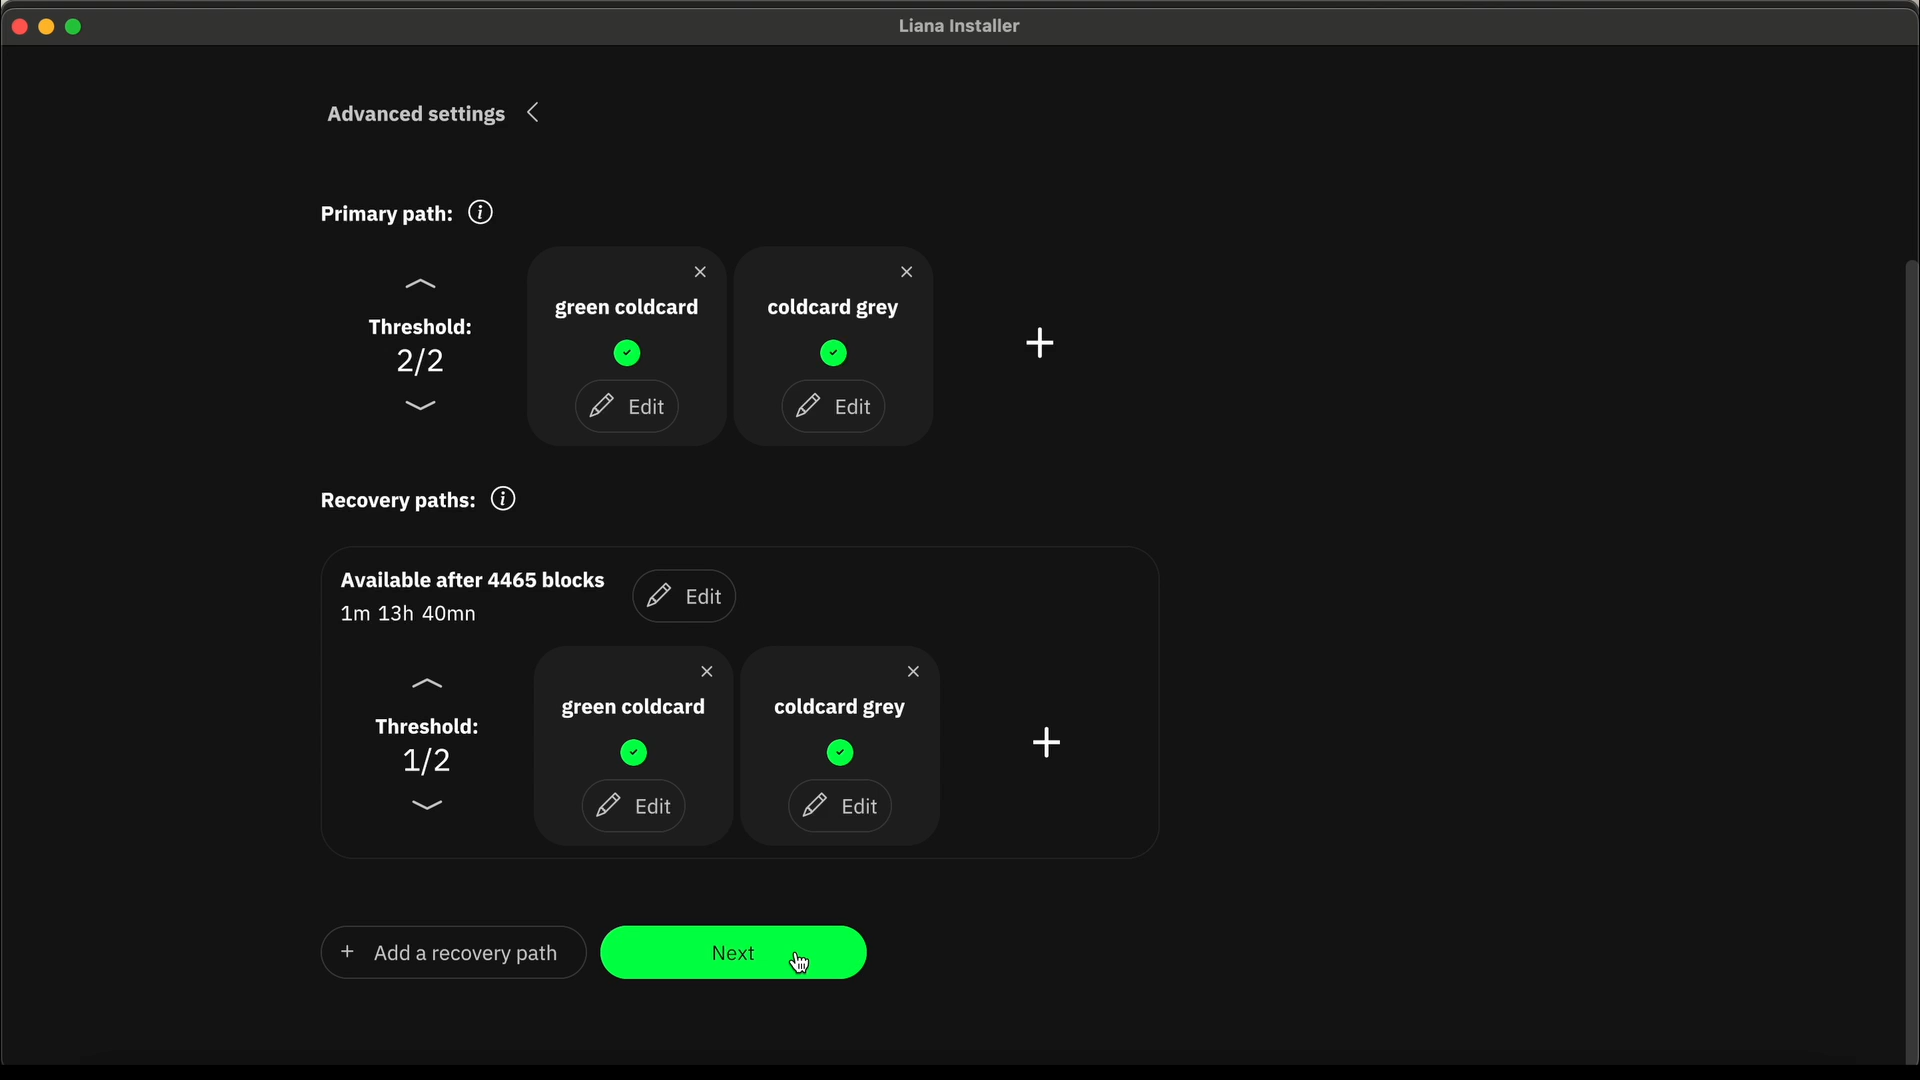 Liana Installer
Advanced settings
Primary path:
Threshold:
2/2
green coldcard
Edit
coldcard grey
Edit
Recovery paths:
Available after 4465 blocks
1m 13h 40mn
Edit
Threshold:
1/2
green coldcard
Edit
coldcard grey
Edit
+ Add a recovery path
Next